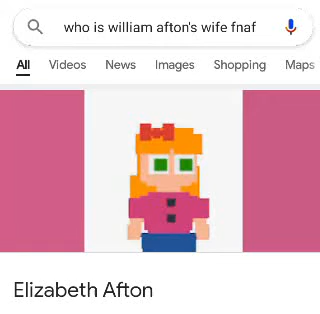 who is william afton's wife fnaf
All Videos News Images Shopping Maps
Elizabeth Afton